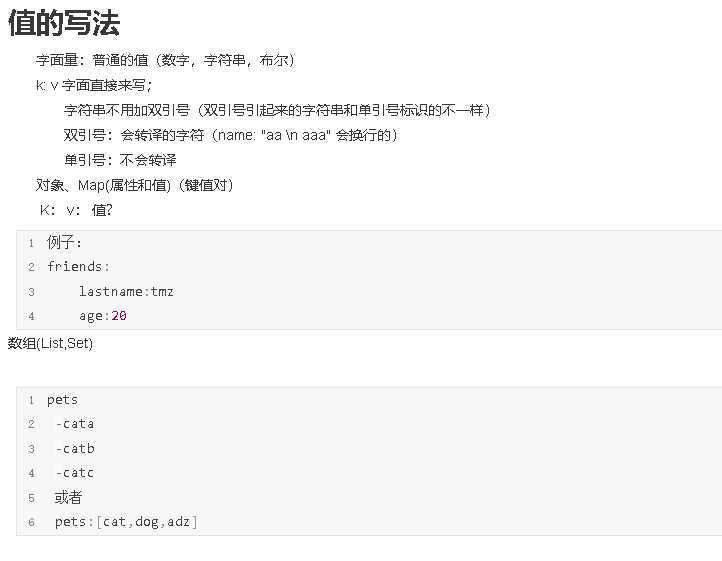 值的写法
字面量：普通的值（数字，字符串，布尔）
k: v 字面直接来写；
字符串不用加双引号（双引号引起来的字符串和单引号标识的不一样）
双引号：会转译的字符（name: "aa \n aaa" 会换行的）
单引号：不会转译
对象、Map(属性和值)（键值对）
K： v： 值?
1 例子：
2 friends:
3 lastname:tmz
4 age:20
数组(List,Set)
1 pets
2 -cata
3 -catb
4 -catc
5 或者
6 pets:[cat,dog,adz]